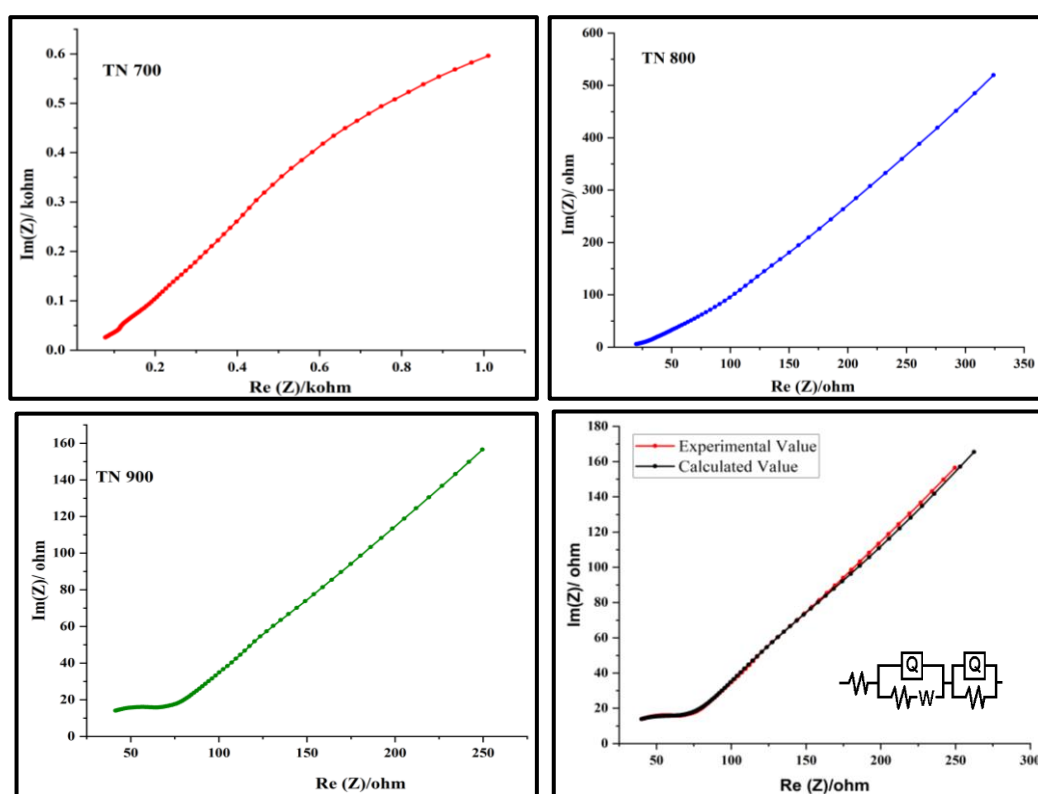 TN 700
Im(Z)/ kohm
0.6
0.5
0.4
0.3
0.2
0.1
0.0
0.2 0.4 0.6 0.8 1.0
Re (Z)/kohm
TN 800
Im(Z)/ ohm
600
500
400
300
200
100
0
50 100 150 200 250 300 350
Re (Z)/ohm
TN 900
Im(Z)/ ohm
160
140
120
100
80
60
40
20
0
50 100 150 200 250
Re (Z)/ohm
Experimental Value
Calculated Value
Im(Z)/ ohm
180
160
140
120
100
80
60
40
20
0
Q Q
W
50 100 150 200 250 300
Re (Z)/ohm